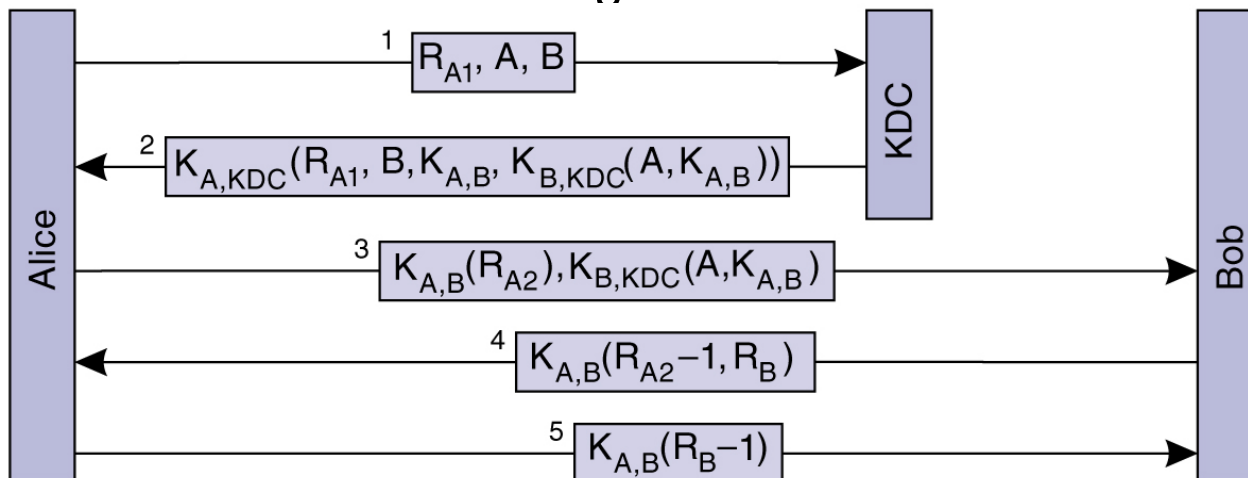 1 R_A1, A, B
KDC
2 K_A,KDC(R_A1, B,K_A,B, K_B,KDC(A,K_A,B))
Alice
3 K_A,B(R_A2),K_B,KDC(A,K_A,B)
Bob
4 K_A,B(R_A2–1,R_B)
5 K_A,B(R_B–1)